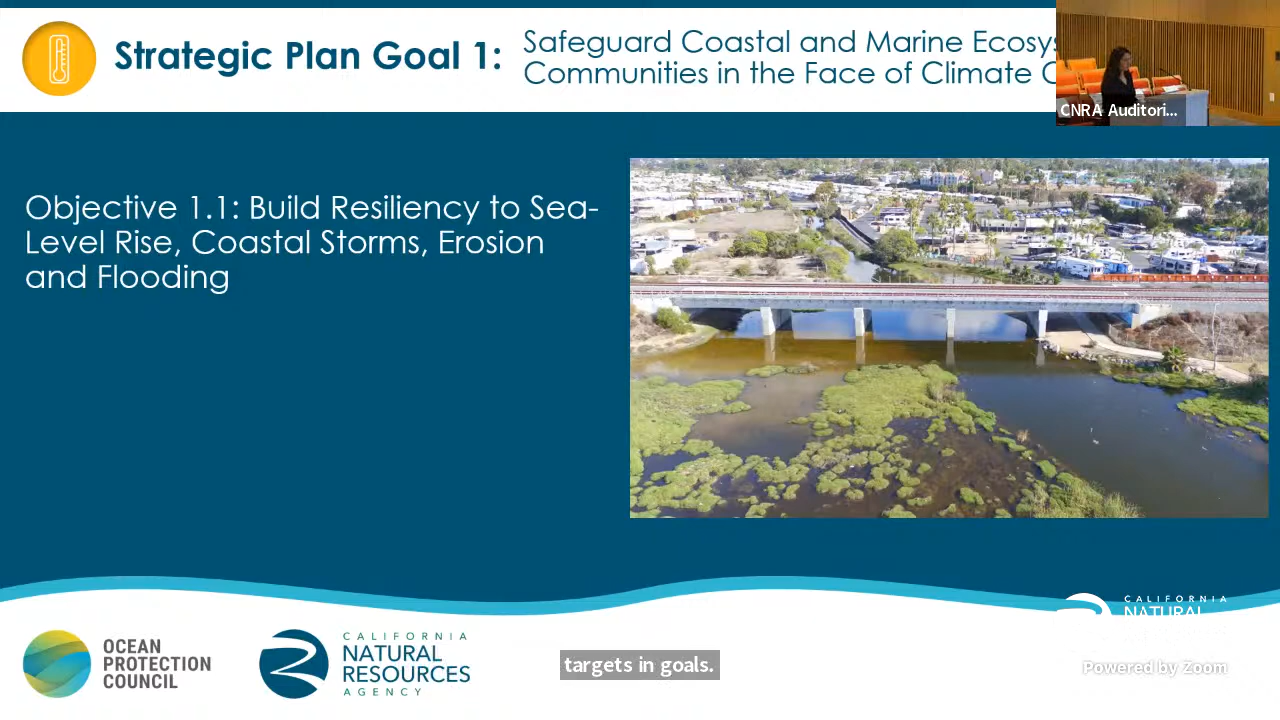 Strategic Plan Goal 1:
Safeguard Coastal and Marine Ecosys
Communities in the Face of Climate C
CNRA Auditori...
Objective 1.1: Build Resiliency to Sea-
Level Rise, Coastal Storms, Erosion
and Flooding
OCEAN
PROTECTION
COUNCIL
CALIFORNIA
NATURAL
RESOURCES
AGENCY
targets in goals.
CALIFORNIA
NATURAL
Powered by Zoom